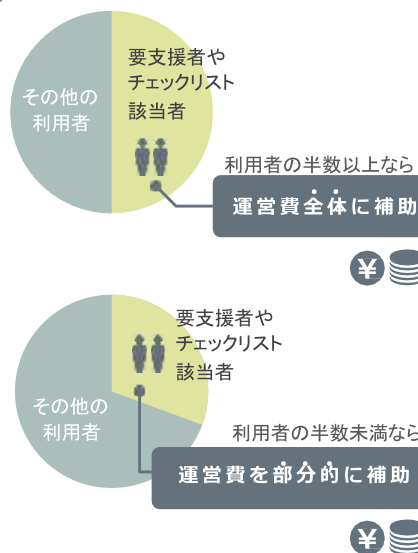 要支援者や
チェックリスト
該当者
その他の
利用者
利用者の半数以上なら
運営費全体に補助
¥
要支援者や
チェックリスト
該当者
その他の
利用者
利用者の半数未満なら
運営費を部分的に補助
¥